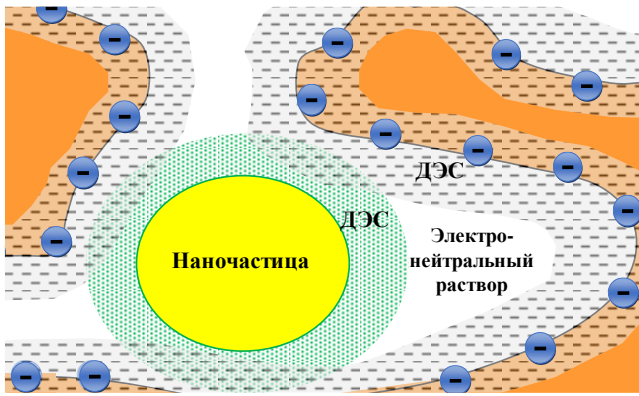 ДЭС
ДЭС
Электро-
нейтральный
раствор
Наночастица